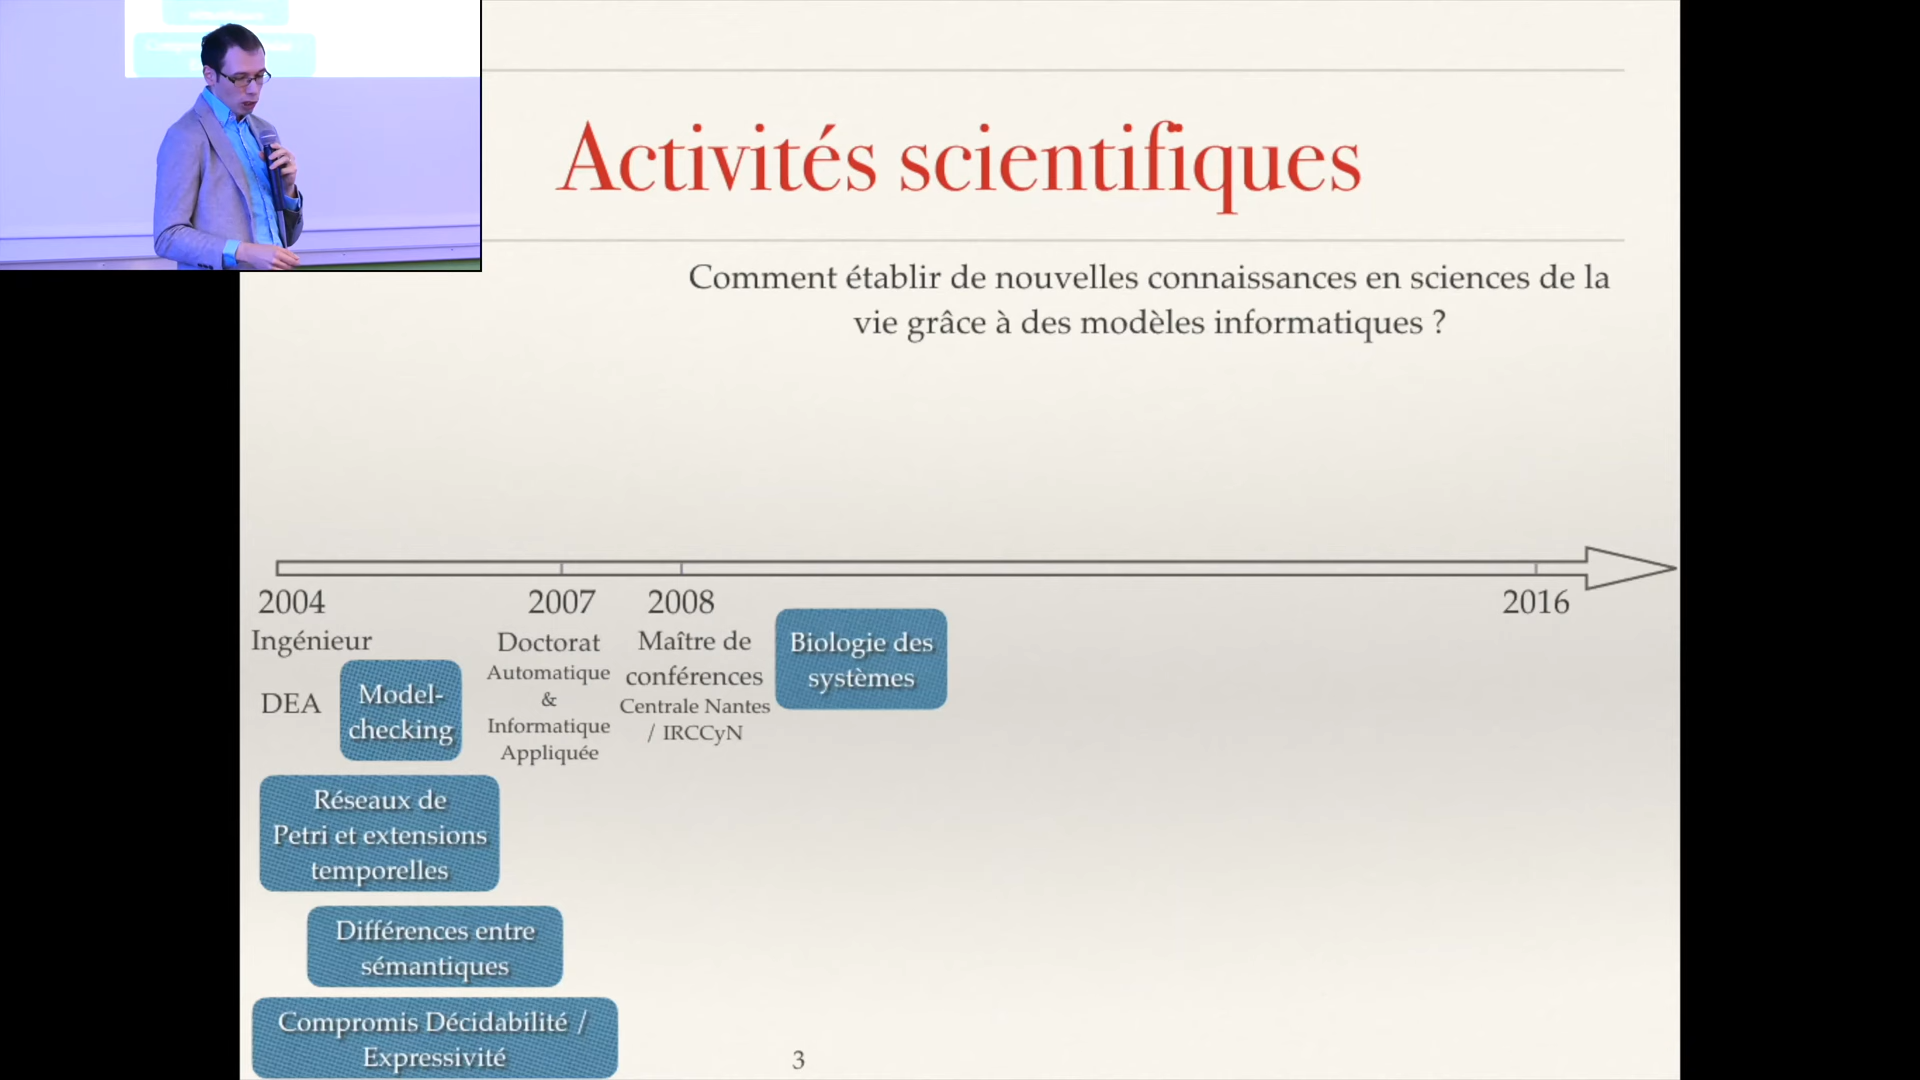 Activités scientifiques
Comment établir de nouvelles connaissances en sciences de la
vie grâce à des modèles informatiques ?
2004
Ingénieur
DEA
Model-
checking
2007
Doctorat
Automatique
&
Informatique
Appliquée
2008
Maître de
conférences
Centrale Nantes
/ IRCCyN
Biologie des
systèmes
2016
Réseaux de
Petri et extensions
temporelles
Différences entre
sémantiques
Compromis Décidabilité /
Expressivité
3